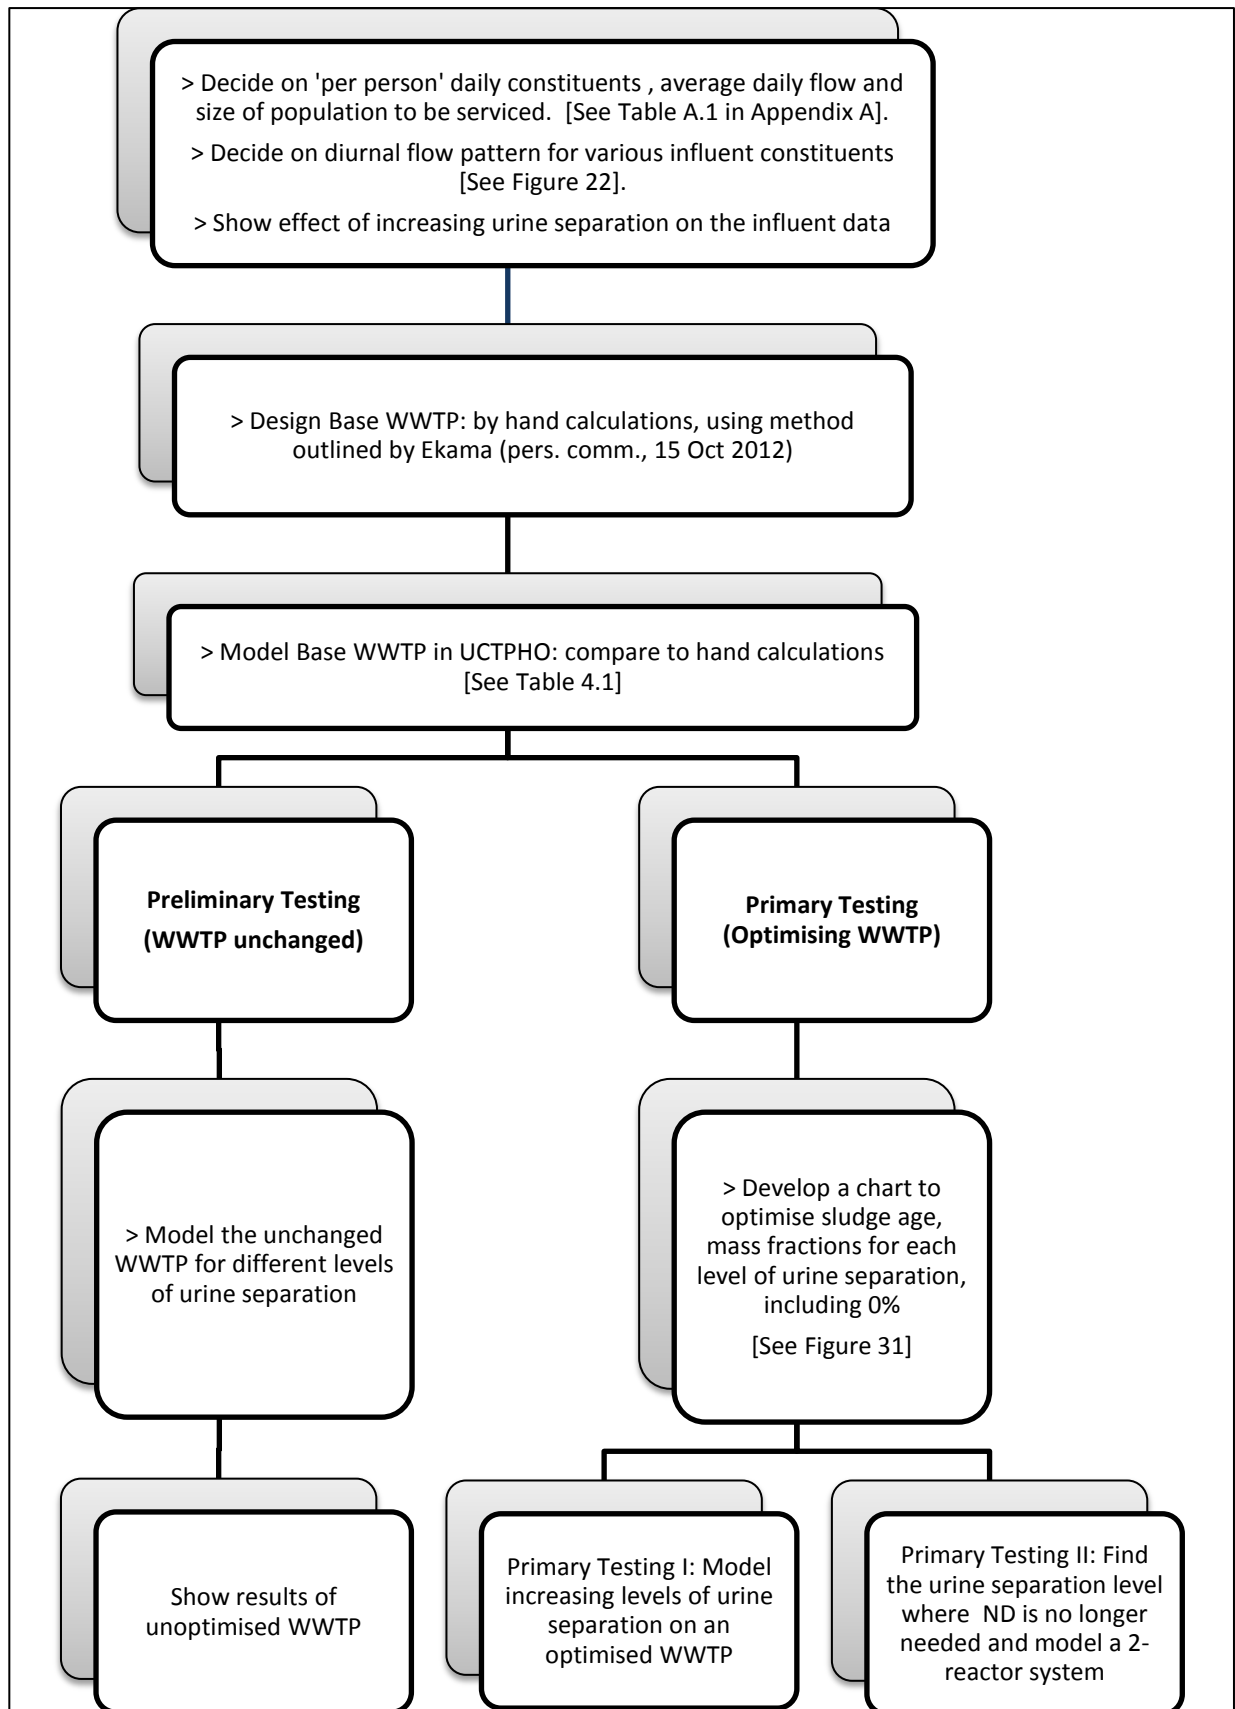 > Decide on 'per person' daily constituents , average daily flow and
size of population to be serviced. [See Table A.1 in Appendix A].
> Decide on diurnal flow pattern for various influent constituents
[See Figure 22].
> Show effect of increasing urine separation on the influent data
> Design Base WWTP: by hand calculations, using method
outlined by Ekama (pers. comm., 15 Oct 2012)
> Model Base WWTP in UCTPHO: compare to hand calculations
[See Table 4.1]
Preliminary Testing
(WWTP unchanged)
Primary Testing
(Optimising WWTP)
> Model the unchanged
WWTP for different levels
of urine separation
> Develop a chart to
optimise sludge age,
mass fractions for each
level of urine separation,
including 0%
[See Figure 31]
Show results of
unoptimised WWTP
Primary Testing I: Model
increasing levels of urine
separation on an
optimised WWTP
Primary Testing II: Find
the urine separation level
where ND is no longer
needed and model a 2-
reactor system